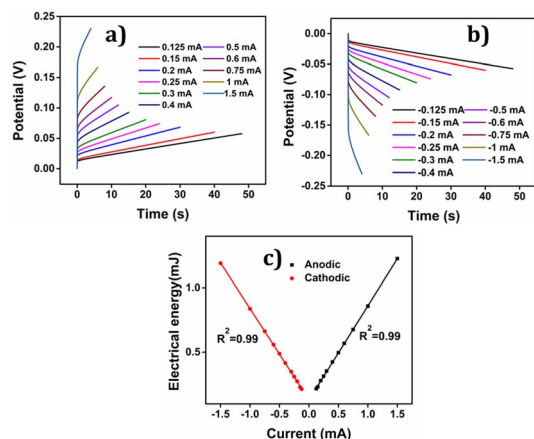 a)
0.25
0.20
0.15
0.10
0.05
0.00
Potential (V)
0.125 mA
0.15 mA
0.2 mA
0.25 mA
0.3 mA
0.4 mA
0.5 mA
0.6 mA
0.75 mA
1 mA
1.5 mA
0 10 20 30 40 50
Time (s)
b)
0.00
-0.05
-0.10
-0.15
-0.20
-0.25
Potential (V)
-0.125 mA
-0.15 mA
-0.2 mA
-0.25 mA
-0.3 mA
-0.4 mA
-0.5 mA
-0.6 mA
-0.75 mA
-1 mA
-1.5 mA
0 10 20 30 40 50
Time (s)
c)
Anodic
Cathodic
1.0
0.5
Electrical energy(mJ)
R²=0.99
R²=0.99
-1.5 -1.0 -0.5 0.0 0.5 1.0 1.5
Current (mA)